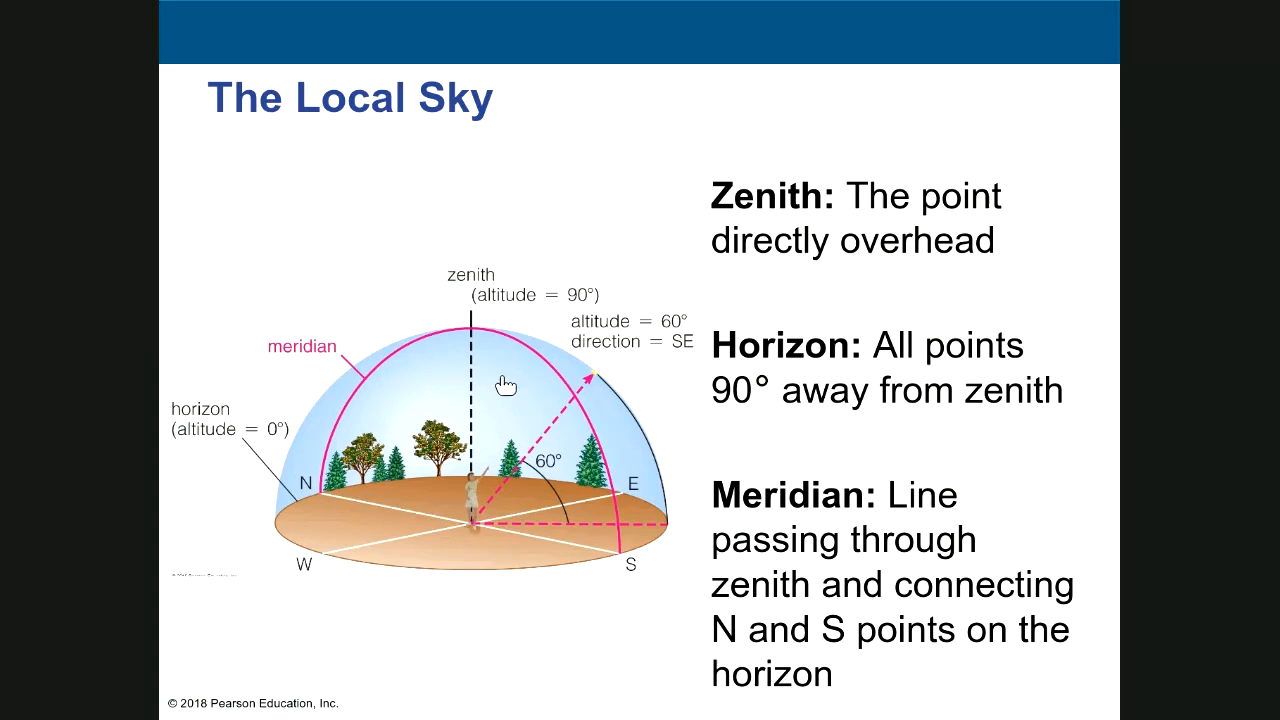 The Local Sky
Zenith: The point
directly overhead
Horizon: All points
90° away from zenith
Meridian: Line
passing through
zenith and connecting
N and S points on the
horizon
zenith
(altitude = 90°)
altitude = 60°
direction = SE
meridian
horizon
(altitude = 0°)
60°
N
E
W
S
© 2018 Pearson Education, Inc.